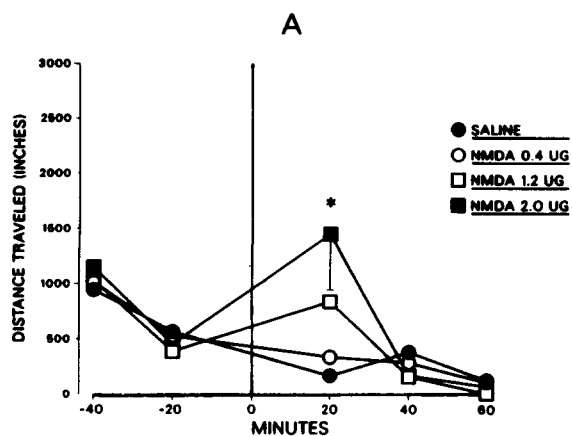 A
3000
2500
2000
1500
1000
500
0
DISTANCE TRAVELED (INCHES)
*
SALINE
NMDA 0.4 UG
NMDA 1.2 UG
NMDA 2.0 UG
-40 -20 0 20 40 60
MINUTES